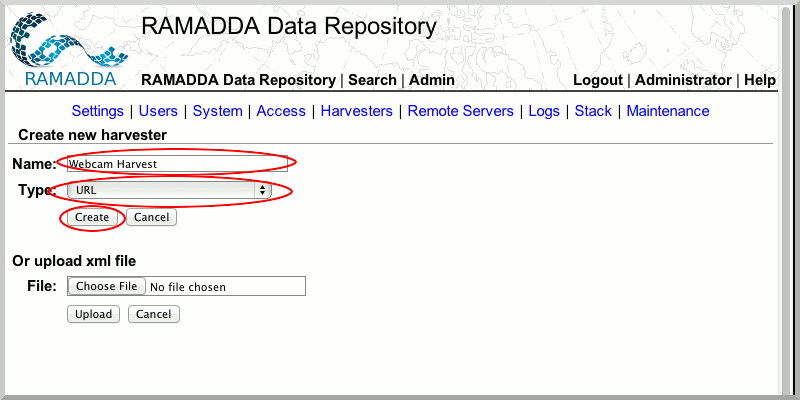 RAMADDA Data Repository
RAMADDA
RAMADDA Data Repository | Search | Admin
Logout | Administrator | Help
Settings | Users | System | Access | Harvesters | Remote Servers | Logs | Stack | Maintenance
Create new harvester
Name: Webcam Harvest
Type: URL
Create Cancel
Or upload xml file
File: Choose File No file chosen
Upload Cancel